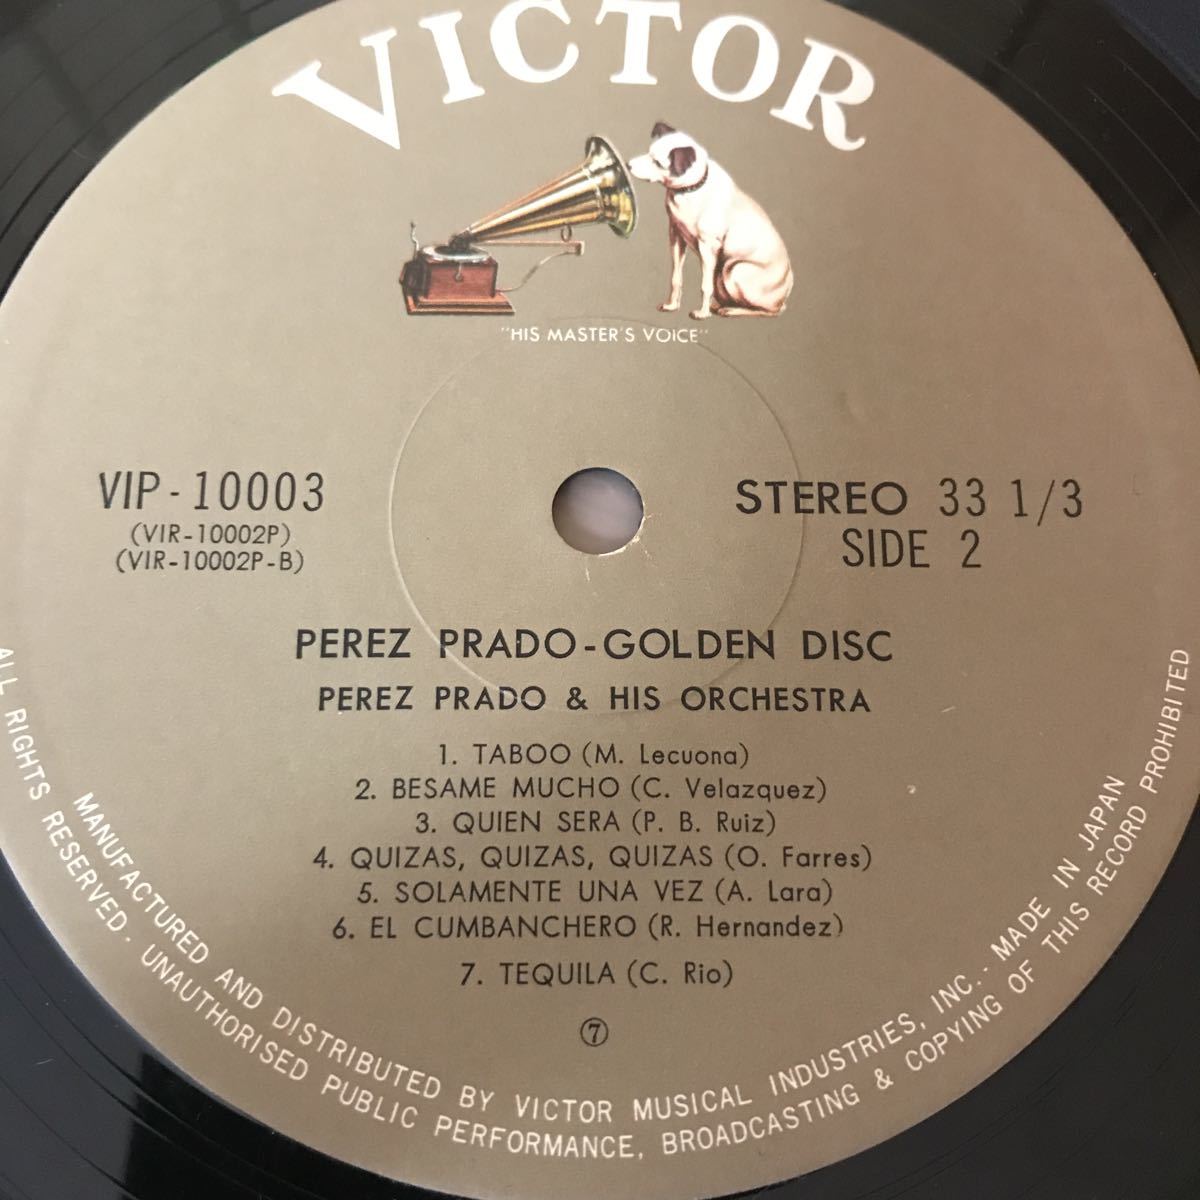 VICTOR
"HIS MASTER'S VOICE"
VIP-10003
(VIR-10002P)
(VIR-10002P-B)
STEREO 33 1/3
SIDE 2
PEREZ PRADO-GOLDEN DISC
PEREZ PRADO & HIS ORCHESTRA
1. TABOO (M. Lecuona)
2. BESAME MUCHO (C. Velazquez)
3. QUIEN SERA (P. B. Ruiz)
4. QUIZAS, QUIZAS, QUIZAS (O. Farres)
5. SOLAMENTE UNA VEZ (A. Lara)
6. EL CUMBANCHERO (R. Hernandez)
7. TEQUILA (C. Rio)
⑦
MANUFACTURED AND DISTRIBUTED BY VICTOR MUSICAL INDUSTRIES, INC. · MADE IN JAPAN
ALL RIGHTS RESERVED · UNAUTHORISED PUBLIC PERFORMANCE, BROADCASTING & COPYING OF THIS RECORD PROHIBITED